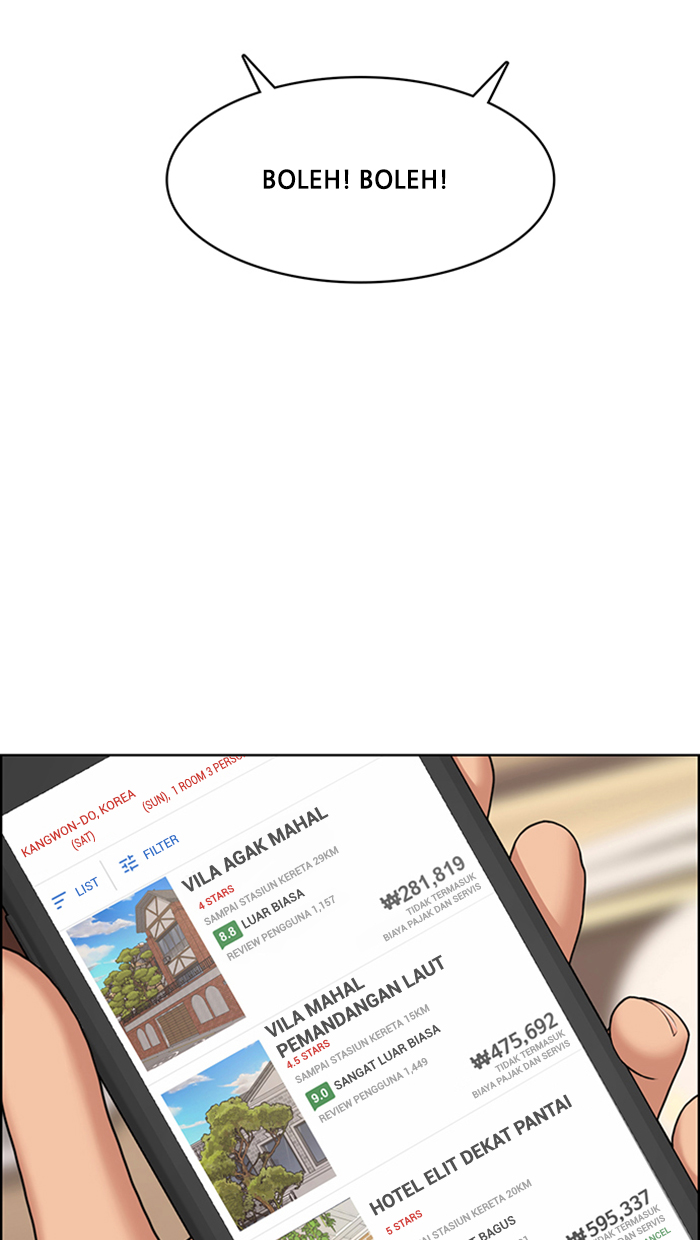 BOLEH! BOLEH!
KANGWON-DO, KOREA
(SAT)
(SUN), 1 ROOM 3 PERSO
LIST
FILTER
VILA AGAK MAHAL
4 STARS
SAMPAI STASIUN KERETA 29KM
8.8 LUAR BIASA
REVIEW PENGGUNA 1,157
₩281,819
TIDAK TERMASUK
BIAYA PAJAK DAN SERVIS
VILA MAHAL
PEMANDANGAN LAUT
4.5 STARS
SAMPAI STASIUN KERETA 15KM
9.0 SANGAT LUAR BIASA
REVIEW PENGGUNA 1,449
₩475,692
TIDAK TERMASUK
BIAYA PAJAK DAN SERVIS
HOTEL ELIT DEKAT PANTAI
5 STARS
STASIUN KERETA 20KM
BAGUS
₩595,337
TIDAK TERMASUK
DAN SERVIS